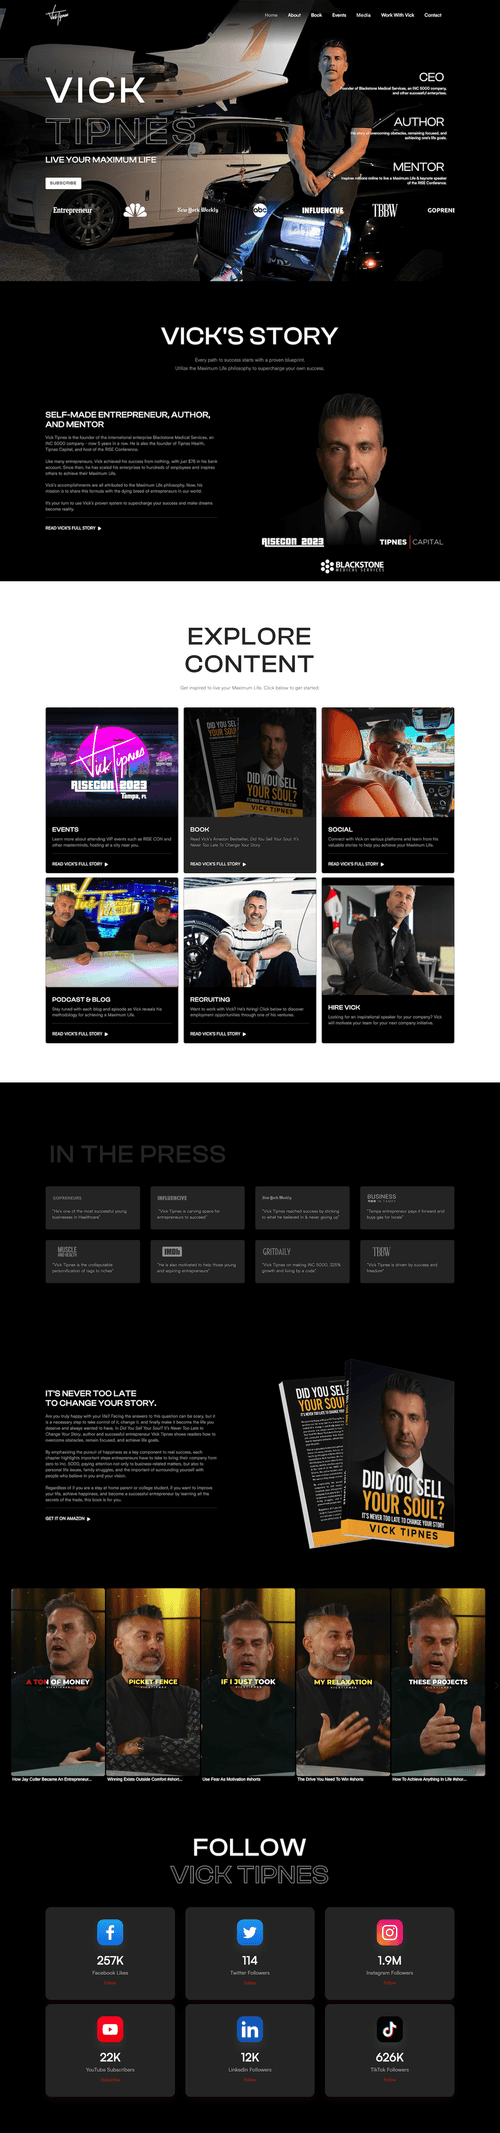 Vick Tipnes
Home About Book Events Media Work With Vick Contact
VICK
TIPNES
LIVE YOUR MAXIMUM LIFE
SUBSCRIBE
CEO
Founder of Blackstone Medical Services, an INC 5000 company,
and other successful enterprises.
AUTHOR
His story of overcoming obstacles, remaining focused, and
achieving one's life goals.
MENTOR
Inspires millions online to live a Maximum Life & keynote speaker
of the RISE Conference.
Entrepreneur New York Weekly abc INFLUENCIVE TBBW GOPRENE
VICK'S STORY
Every path to success starts with a proven blueprint.
Utilize the Maximum Life philosophy to supercharge your own success.
SELF-MADE ENTREPRENEUR, AUTHOR,
AND MENTOR
Vick Tipnes is the founder of the international enterprise Blackstone Medical Services, an
INC 5000 company - now 5 years in a row. He is also the founder of Tipnes Health,
Tipnes Capital, and host of the RISE Conference.
Like many entrepreneurs, Vick achieved his success from nothing, with just $76 in his bank
account. Since then, he has scaled his enterprises to hundreds of employees and inspires
others to achieve their Maximum Life.
Vick's accomplishments are all attributed to the Maximum Life philosophy. Now, his
mission is to share this formula with the dying breed of entrepreneurs in our world.
It's your turn to use Vick's proven system to supercharge your success and make dreams
become reality.
READ VICK'S FULL STORY
RISECON 2023
TIPNES CAPITAL
BLACKSTONE
MEDICAL SERVICES
EXPLORE
CONTENT
Get inspired to live your Maximum Life. Click below to get started
Vick Tipnes
RISECON 2023
Tampa, FL
EVENTS
Learn more about attending VIP events such as RISE CON and
other masterminds, hosting at a city near you.
READ VICK'S FULL STORY
DID YOU SELL
YOUR SOUL?
VICK TIPNES
BOOK
Read Vick's Amazon Bestseller, Did You Sell Your Soul: It's
Never Too Late To Change Your Story
READ VICK'S FULL STORY
SOCIAL
Connect with Vick on various platforms and learn from his
valuable stories to help you achieve your Maximum Life.
READ VICK'S FULL STORY
PODCAST & BLOG
Stay tuned with each blog and episode as Vick reveals his
methodology for achieving a Maximum Life.
READ VICK'S FULL STORY
RECRUITING
Want to work with Vick? He's hiring! Click below to discover
employment opportunities through one of his ventures.
READ VICK'S FULL STORY
HIRE VICK
Looking for an inspirational speaker for your company? Vick
will motivate your team for your next company initiative.
IN THE PRESS
GOPRENEURS
"He's one of the most successful young
businesses in Healthcare"
INFLUENCIVE
"Vick Tipnes is carving space for
entrepreneurs to succeed"
New York Weekly
"Vick Tipnes reached success by sticking
to what he believed in & never giving up"
BUSINESS
"Tampa entrepreneur pays it forward and
buys gas for locals"
MUSCLE
AND HEALTH
"Vick Tipnes is the undisputable
personification of rags to riches"
IMDb
"He is also motivated to help those young
and aspiring entrepreneurs"
GRITDAILY
"Vick Tipnes on making INC 5000, 325%
growth and living by a code"
TBBW
"Vick Tipnes is driven by success and
freedom"
IT'S NEVER TOO LATE
TO CHANGE YOUR STORY.
Are you truly happy with your life? Facing the answers to this question can be scary, but it
is a necessary step to take control of it, change it, and finally make it become the life you
deserve and always wanted to have. In Did You Sell Your Soul? It's Never Too Late to
Change Your Story, author and successful entrepreneur Vick Tipnes shows readers how to
overcome obstacles, remain focused, and achieve life goals.
By emphasizing the pursuit of happiness as a key component to real success, each
chapter highlights important steps entrepreneurs have to take to bring their company from
zero to Inc. 5000, paying attention not only to business-related matters, but also to
personal life issues, family struggles, and the important of surrounding yourself with
people who believe in you and your vision.
Regardless of if you are a stay at home parent or college student, if you want to improve
your life, achieve happiness, and become a successful entrepreneur by learning all the
secrets of the trade, this book is for you.
GET IT ON AMAZON
DID YOU SELL
YOUR SOUL?
IT'S NEVER TOO LATE TO CHANGE YOUR STORY
VICK TIPNES
A TON OF MONEY
PICKET FENCE
IF I JUST TOOK
MY RELAXATION
THESE PROJECTS
How Jay Cutler Became An Entrepreneur...
Winning Exists Outside Comfort #short...
Use Fear As Motivation #shorts
The Drive You Need To Win #shorts
How To Achieve Anything In Life #shor...
FOLLOW
VICK TIPNES
257K
Facebook Likes
Follow
114
Twitter Followers
Follow
1.9M
Instagram Followers
Follow
22K
YouTube Subscribers
Subscribe
12K
LinkedIn Followers
Follow
626K
TikTok Followers
Follow